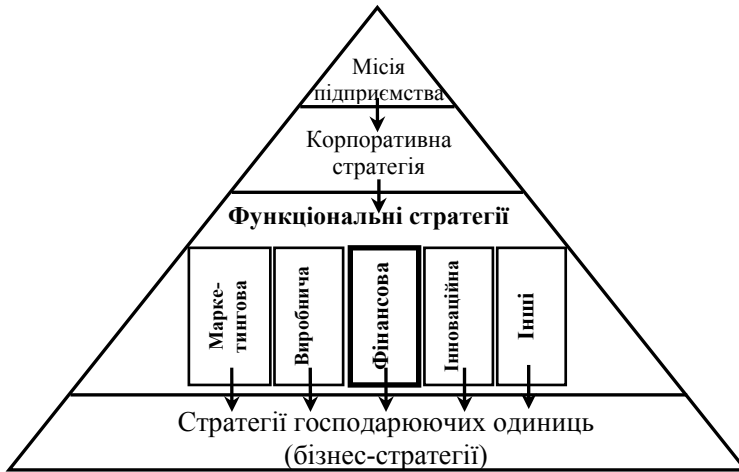 Місія
підприємства
Корпоративна
стратегія
Функціональні стратегії
Марке-
тингова
Виробнича
Фінансова
Інноваційна
Інші
Стратегії господарюючих одиниць
(бізнес-стратегії)